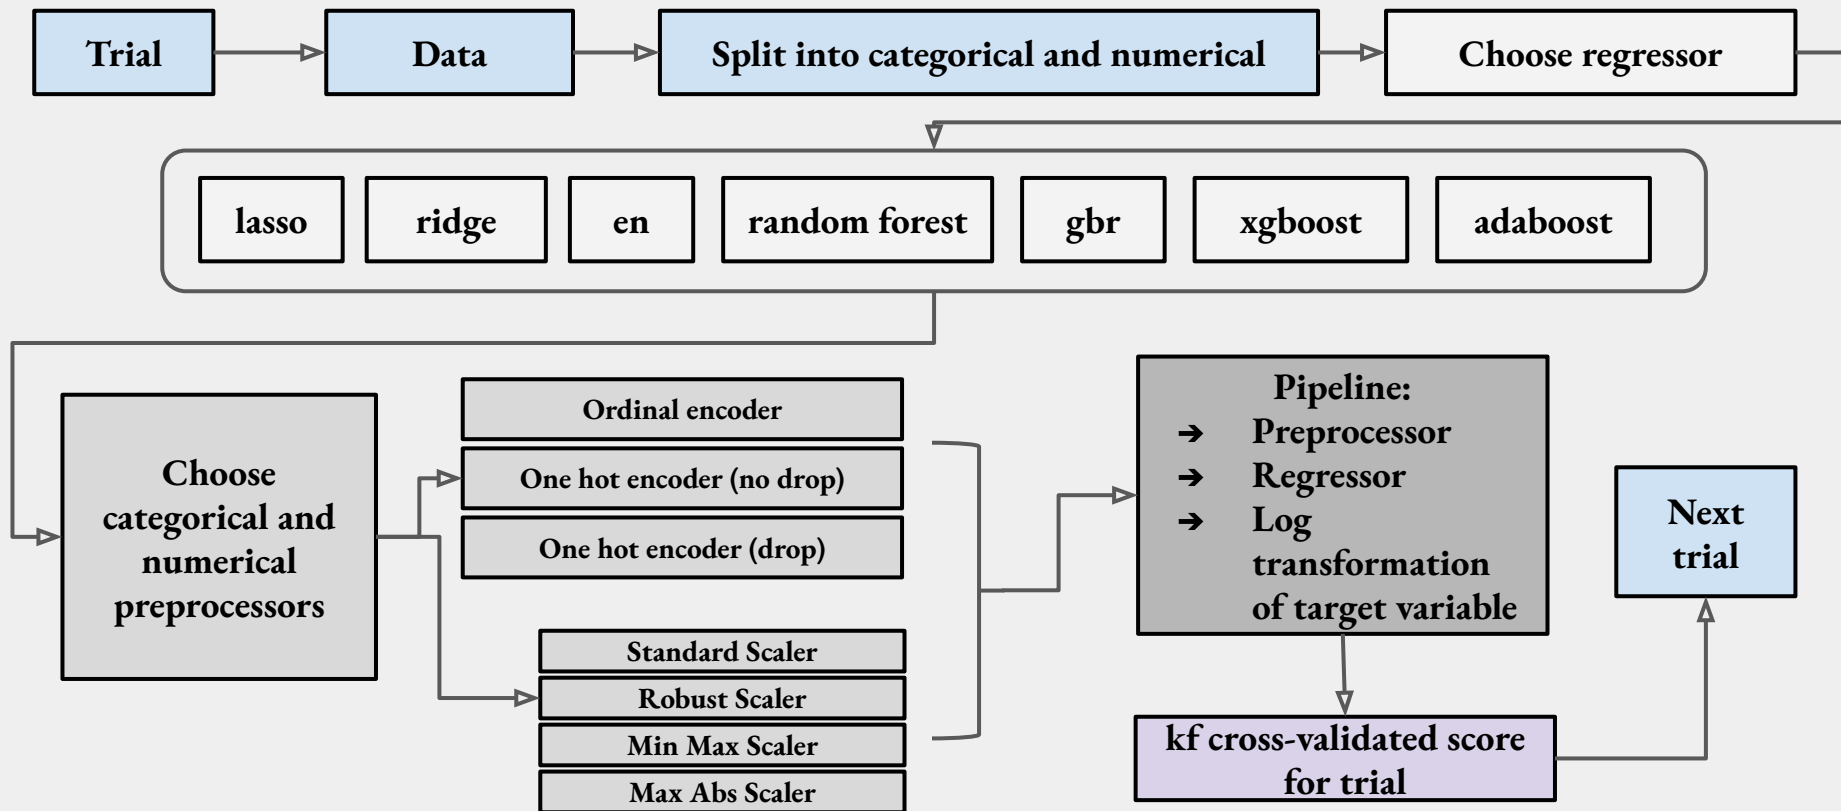 Trial
Data
Split into categorical and numerical
Choose regressor
lasso
ridge
en
random forest
gbr
xgboost
adaboost
Choose
categorical and
numerical
preprocessors
Ordinal encoder
One hot encoder (no drop)
One hot encoder (drop)
Standard Scaler
Robust Scaler
Min Max Scaler
Max Abs Scaler
Pipeline:
➔ Preprocessor
➔ Regressor
➔ Log
transformation
of target variable
kf cross-validated score
for trial
Next
trial